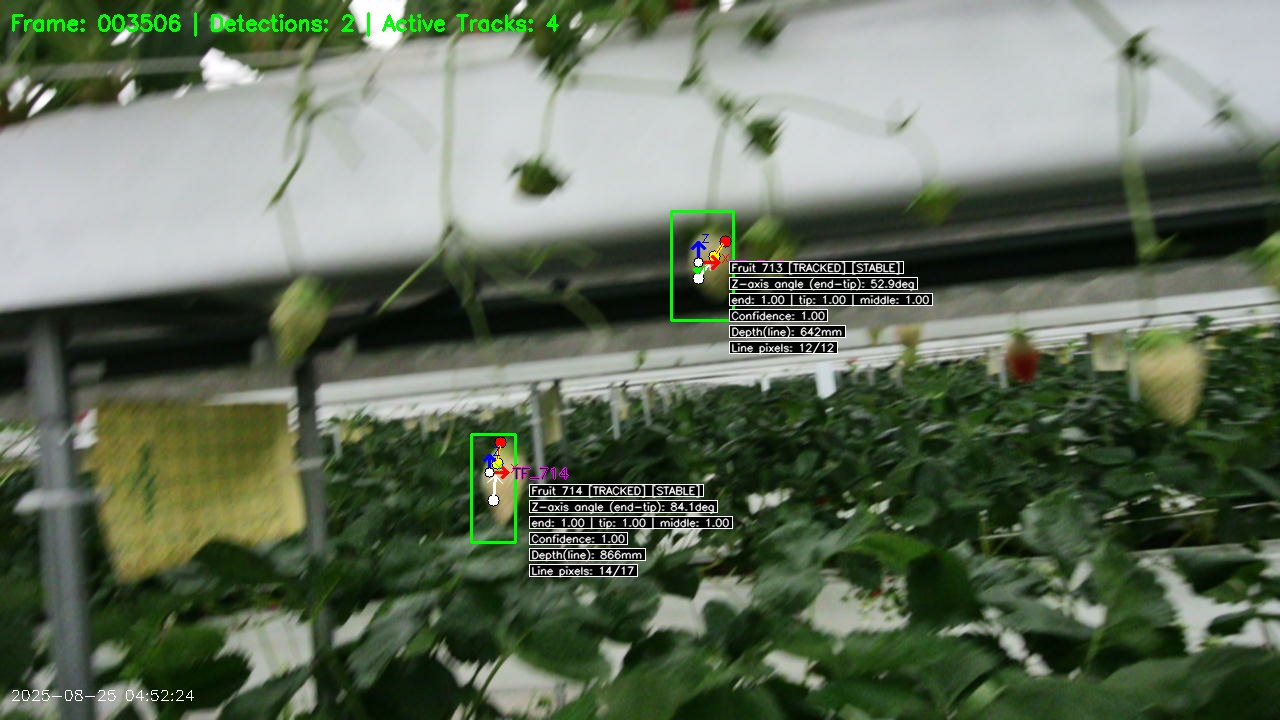 Frame: 003506 | Detections: 2 | Active Tracks: 4
Z
Fruit 713 [TRACKED] [STABLE]
Z-axis angle (end-tip): 52.9deg
end: 1.00 | tip: 1.00 | middle: 1.00
Confidence: 1.00
Depth(line): 642mm
Line pixels: 12/12
TF_714
Fruit 714 [TRACKED] [STABLE]
Z-axis angle (end-tip): 84.1deg
end: 1.00 | tip: 1.00 | middle: 1.00
Confidence: 1.00
Depth(line): 866mm
Line pixels: 14/17
2025-08-25 04:52:24